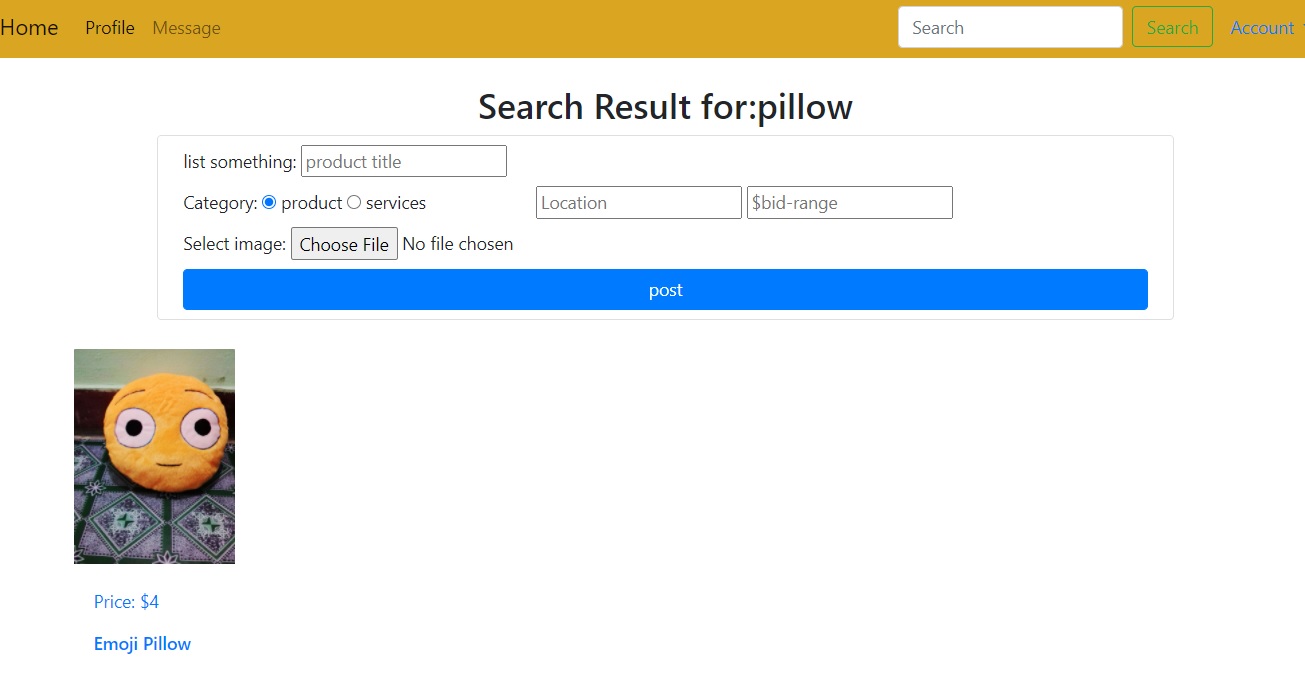 Home Profile Message Search Search Account
Search Result for:pillow
list something: product title
Category: product services Location $bid-range
Select image: Choose File No file chosen
post
Price: $4
Emoji Pillow